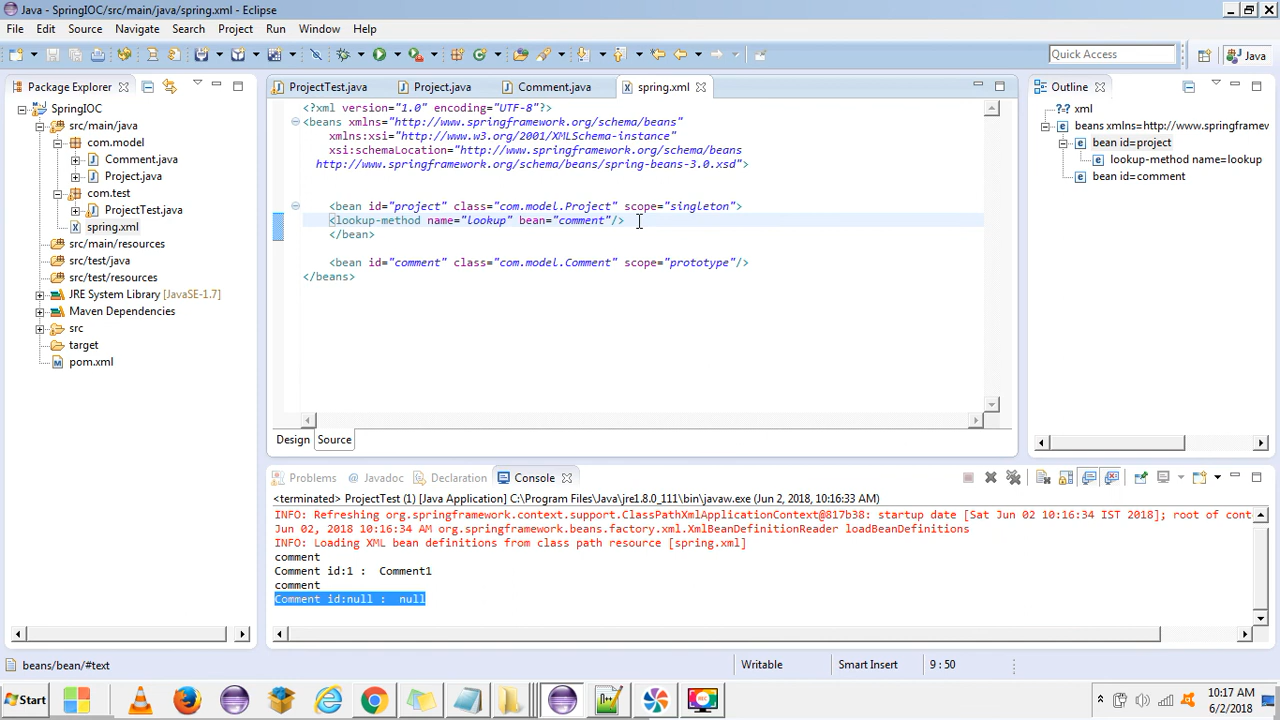 Java - SpringIOC/src/main/java/spring.xml - Eclipse
File Edit Source Navigate Search Project Run Window Help
Quick Access
Java
Package Explorer
SpringIOC
src/main/java
com.model
Comment.java
Project.java
com.test
ProjectTest.java
spring.xml
src/main/resources
src/test/java
src/test/resources
JRE System Library [JavaSE-1.7]
Maven Dependencies
src
target
pom.xml
ProjectTest.java Project.java Comment.java spring.xml
<?xml version="1.0" encoding="UTF-8"?>
<beans xmlns="http://www.springframework.org/schema/beans"
xmlns:xsi="http://www.w3.org/2001/XMLSchema-instance"
xsi:schemaLocation="http://www.springframework.org/schema/beans
http://www.springframework.org/schema/beans/spring-beans-3.0.xsd">
<bean id="project" class="com.model.Project" scope="singleton">
<lookup-method name="lookup" bean="comment"/>
</bean>
<bean id="comment" class="com.model.Comment" scope="prototype"/>
</beans>
Design Source
Outline
?-? xml
beans xmlns=http://www.springframev
bean id=project
lookup-method name=lookup
bean id=comment
Problems Javadoc Declaration Console
<terminated> ProjectTest (1) [Java Application] C:\Program Files\Java\jre1.8.0_111\bin\javaw.exe (Jun 2, 2018, 10:16:33 AM)
INFO: Refreshing org.springframework.context.support.ClassPathXmlApplicationContext@817b38: startup date [Sat Jun 02 10:16:34 IST 2018]; root of cont
Jun 02, 2018 10:16:34 AM org.springframework.beans.factory.xml.XmlBeanDefinitionReader loadBeanDefinitions
INFO: Loading XML bean definitions from class path resource [spring.xml]
comment
Comment id:1 :  Comment1
comment
Comment id:null :  null
beans/bean/#text
Writable
Smart Insert
9 : 50
Start
10:17 AM
6/2/2018